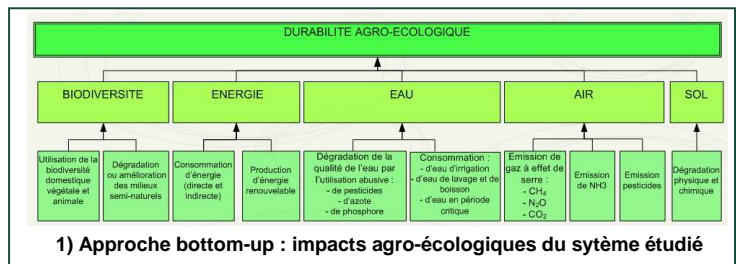 DURABILITE AGRO-ECOLOGIQUE
BIODIVERSITE
ENERGIE
EAU
AIR
SOL
Utilisation de la
biodiversité
domestique
végétale et
animale
Dégradation
ou amélioration
des milieux
semi-naturels
Consommation
d'énergie
(directe et
indirecte)
Production
d'énergie
renouvelable
Dégradation de la
qualité de l'eau par
l'utilisation abusive :
- de pesticides
- d'azote
- de phosphore
Consommation :
- d'eau d'irrigation
- d'eau de lavage et de
boisson
- d'eau en période
critique
Emission de
gaz à effet de
serre :
- CH₄
- N₂O
- CO₂
Emission
de NH3
Emission
pesticides
Dégradation
physique et
chimique
1) Approche bottom-up : impacts agro-écologiques du sytème étudié